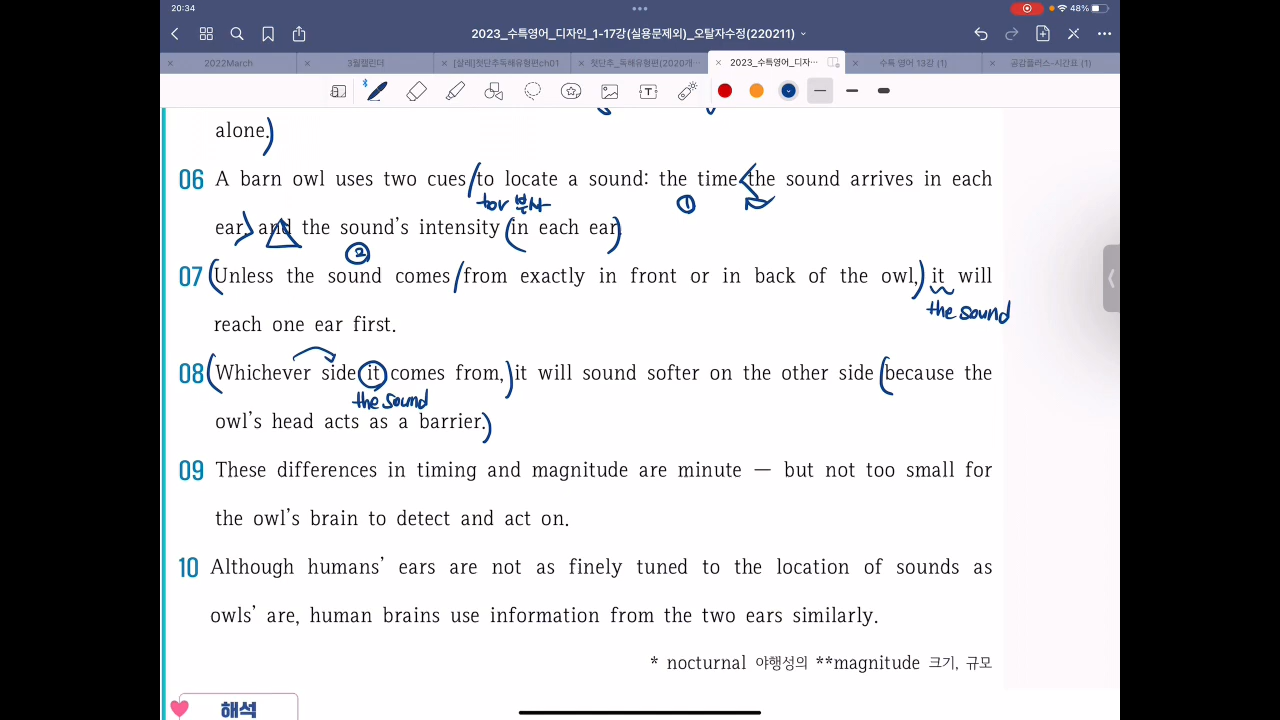 20:34
48%
2023_수특영어_디자인_1-17강(실용문제외)_오탈자수정(220211)
2022March
3월캘린더
[실례]첫단추독해유형편ch01
첫단추_독해유형편(2020개…
2023_수특영어_디자…
수특 영어 13강 (1)
공감플러스-시간표 (1)
alone.
06 A barn owl uses two cues to locate a sound: the time the sound arrives in each
tov 부사 ①
ear, and the sound's intensity in each ear.
②
07 Unless the sound comes from exactly in front or in back of the owl, it will
the sound
reach one ear first.
08 Whichever side it comes from, it will sound softer on the other side because the
the sound
owl's head acts as a barrier.
09 These differences in timing and magnitude are minute — but not too small for
the owl's brain to detect and act on.
10 Although humans' ears are not as finely tuned to the location of sounds as
owls' are, human brains use information from the two ears similarly.
* nocturnal 야행성의 **magnitude 크기, 규모
해석